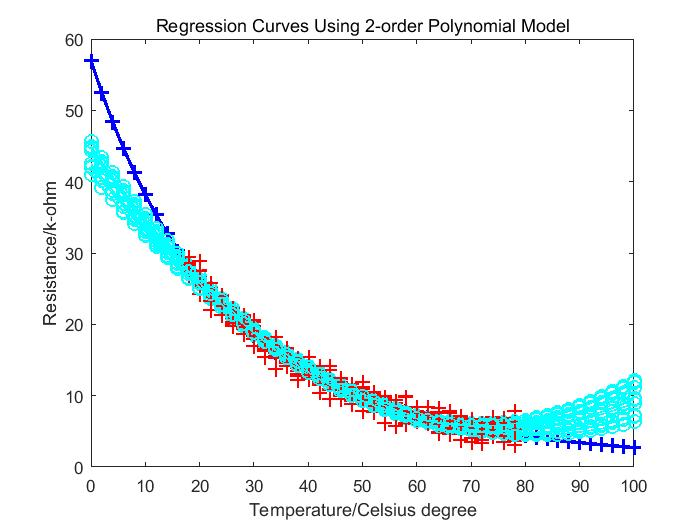 Regression Curves Using 2-order Polynomial Model
60
50
40
30
20
10
0
Resistance/k-ohm
0 10 20 30 40 50 60 70 80 90 100
Temperature/Celsius degree